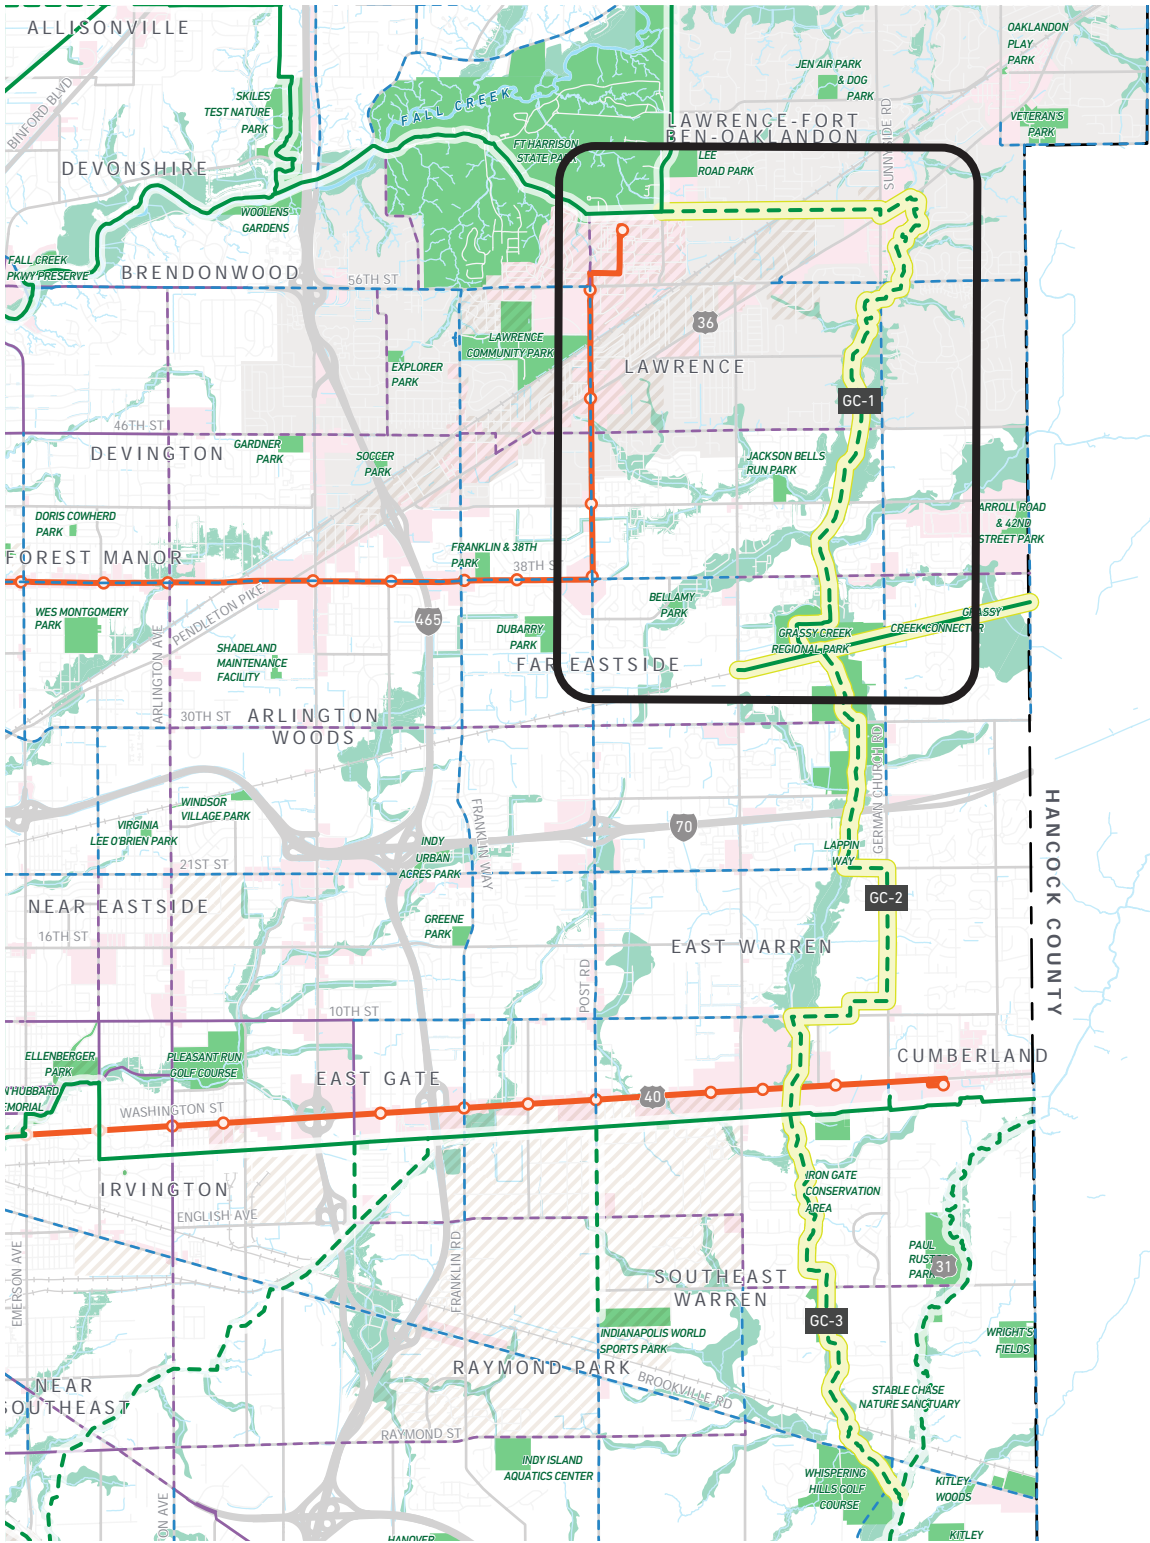 ALLISONVILLE
OAKLANDON
PLAY
PARK
JEN AIR PARK
& DOG
PARK
BINFORD BLVD
SKILES
TEST NATURE
PARK
FALL CREEK
SUNNYSIDE RD
LAWRENCE-FORT
BEN-OAKLANDON
VETERAN'S
PARK
FT HARRISON
STATE PARK
LEE
ROAD PARK
DEVONSHIRE
WOOLENS
GARDENS
FALL CREEK
PKWY PRESERVE
BRENDONWOOD
56TH ST
36
LAWRENCE
COMMUNITY PARK
LAWRENCE
EXPLORER
PARK
GC-1
46TH ST
GARDNER
PARK
DEVINGTON
SOCCER
PARK
JACKSON BELLS
RUN PARK
DORIS COWHERD
PARK
ARROLL ROAD
& 42ND
STREET PARK
FOREST MANOR
FRANKLIN & 38TH
PARK
38TH ST
WES MONTGOMERY
PARK
PENDLETON PIKE
465
BELLAMY
PARK
GRASSY
CREEK CONNECTOR
DUBARRY
PARK
GRASSY CREEK
REGIONAL PARK
ARLINGTON AVE
SHADELAND
MAINTENANCE
FACILITY
FAR EASTSIDE
30TH ST
ARLINGTON
WOODS
GERMAN CHURCH RD
HANCOCK COUNTY
WINDSOR
VILLAGE PARK
VIRGINIA
LEE O'BRIEN PARK
FRANKLIN WAY
70
INDY
URBAN
ACRES PARK
LAPPIN
WAY
21ST ST
GC-2
NEAR EASTSIDE
GREENE
PARK
16TH ST
EAST WARREN
POST RD
10TH ST
ELLENBERGER
PARK
PLEASANT RUN
GOLF COURSE
CUMBERLAND
EAST GATE
N HUBBARD
EMORIAL
WASHINGTON ST
40
IRVINGTON
IRON GATE
CONSERVATION
AREA
ENGLISH AVE
EMERSON AVE
FRANKLIN RD
PAUL
RUSTER
PARK
31
SOUTHEAST
WARREN
GC-3
INDIANAPOLIS WORLD
SPORTS PARK
WRIGHT'S
FIELDS
RAYMOND PARK
BROOKVILLE RD
NEAR
SOUTHEAST
STABLE CHASE
NATURE SANCTUARY
RAYMOND ST
INDY ISLAND
AQUATICS CENTER
WHISPERING
HILLS GOLF
COURSE
KITLEY
WOODS
ON AVE
HANOVER
KITLEY